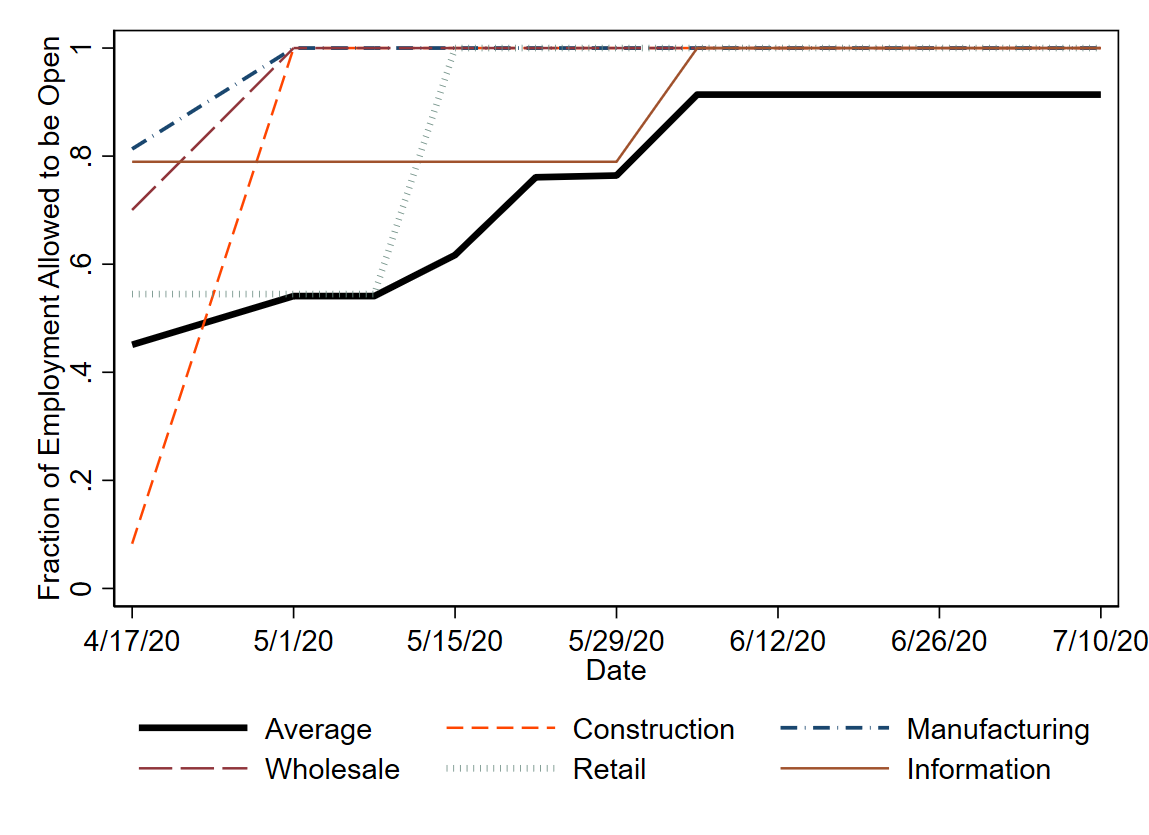 Fraction of Employment Allowed to be Open
1
.8
.6
.4
.2
0
4/17/20 5/1/20 5/15/20 5/29/20 6/12/20 6/26/20 7/10/20
Date
Average Construction Manufacturing
Wholesale Retail Information